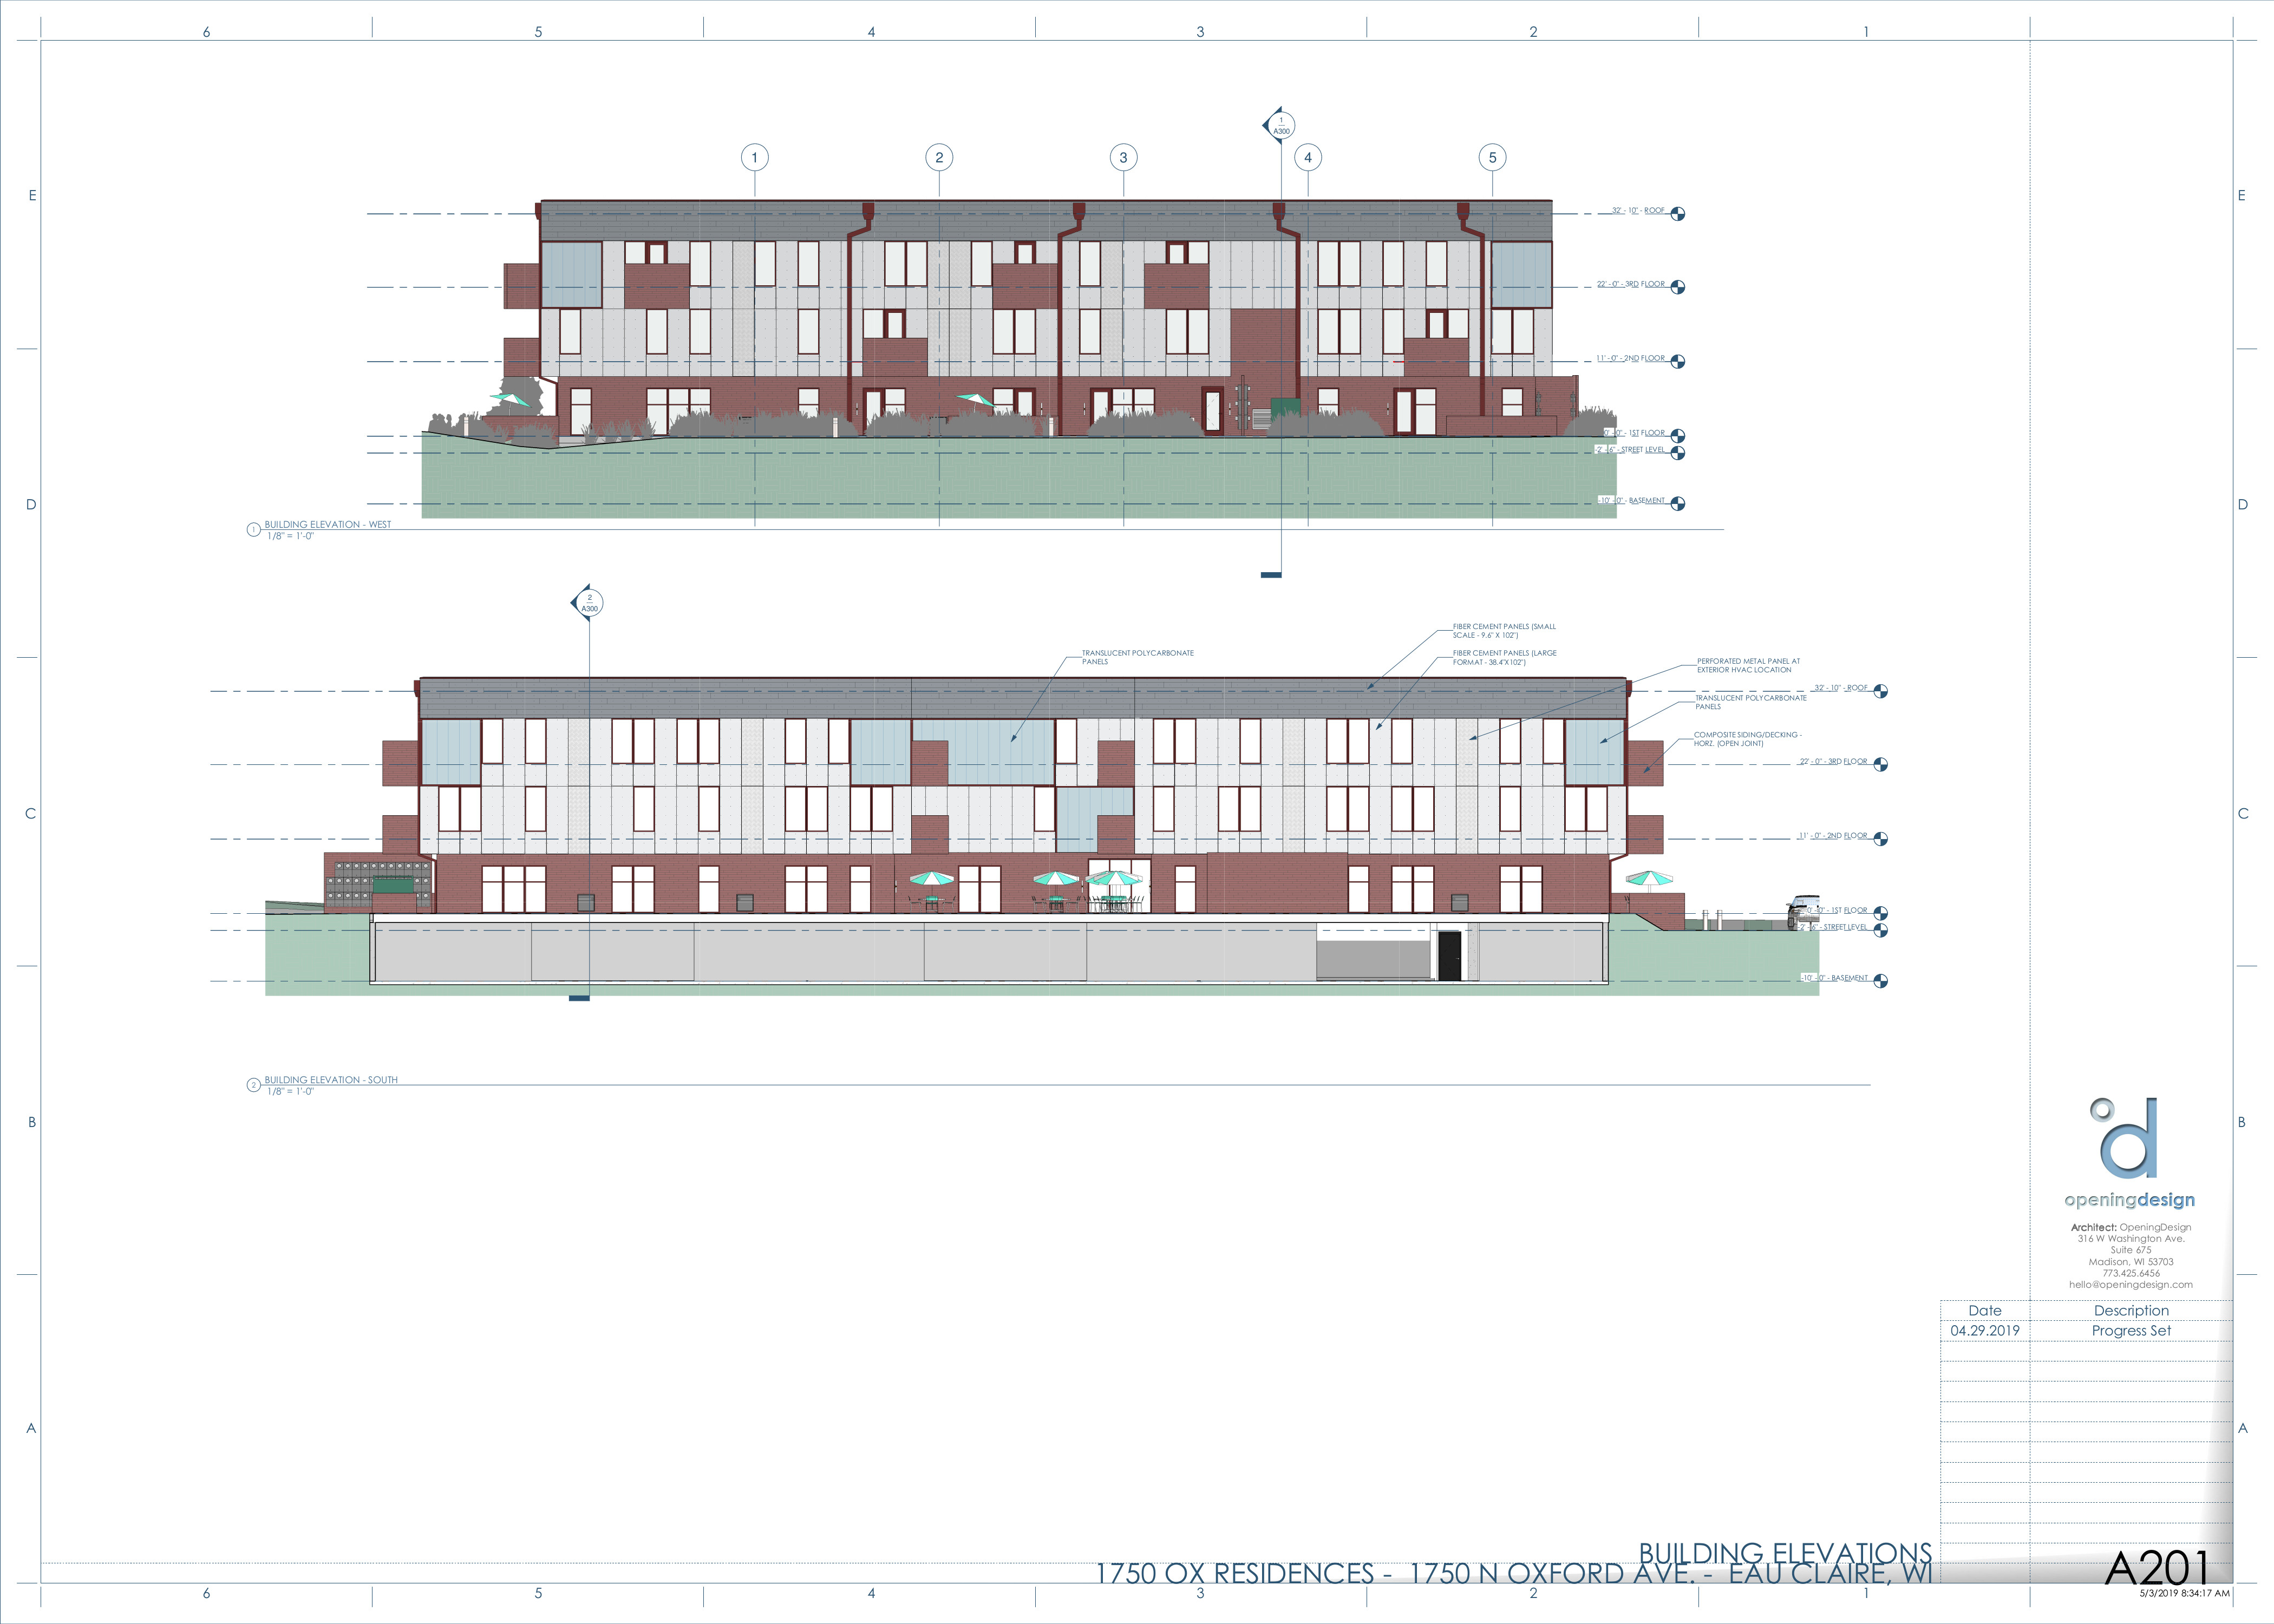 6 5 4 3 2 1
E E
D D
C C
B B
A A
1
A300
1 2 3 4 5
32' - 10" - ROOF
22' - 0" - 3RD FLOOR
11' - 0" - 2ND FLOOR
0' - 0" - 1ST FLOOR
-2' - 6" - STREET LEVEL
-10' - 0" - BASEMENT
1 BUILDING ELEVATION - WEST
1/8" = 1'-0"
2
A300
FIBER CEMENT PANELS (SMALL
SCALE - 9.6" X 102")
TRANSLUCENT POLYCARBONATE
PANELS
FIBER CEMENT PANELS (LARGE
FORMAT - 38.4"X102")
PERFORATED METAL PANEL AT
EXTERIOR HVAC LOCATION
32' - 10" - ROOF
TRANSLUCENT POLYCARBONATE
PANELS
COMPOSITE SIDING/DECKING -
HORZ. (OPEN JOINT)
22' - 0" - 3RD FLOOR
11' - 0" - 2ND FLOOR
0' - 0" - 1ST FLOOR
-2' - 6" - STREET LEVEL
-10' - 0" - BASEMENT
2 BUILDING ELEVATION - SOUTH
1/8" = 1'-0"
openingdesign
Architect: OpeningDesign
316 W Washington Ave.
Suite 675
Madison, WI 53703
773.425.6456
hello@openingdesign.com
Date Description
04.29.2019 Progress Set
BUILDING ELEVATIONS
1750 OX RESIDENCES - 1750 N OXFORD AVE. - EAU CLAIRE, WI
A201
5/3/2019 8:34:17 AM
6 5 4 3 2 1